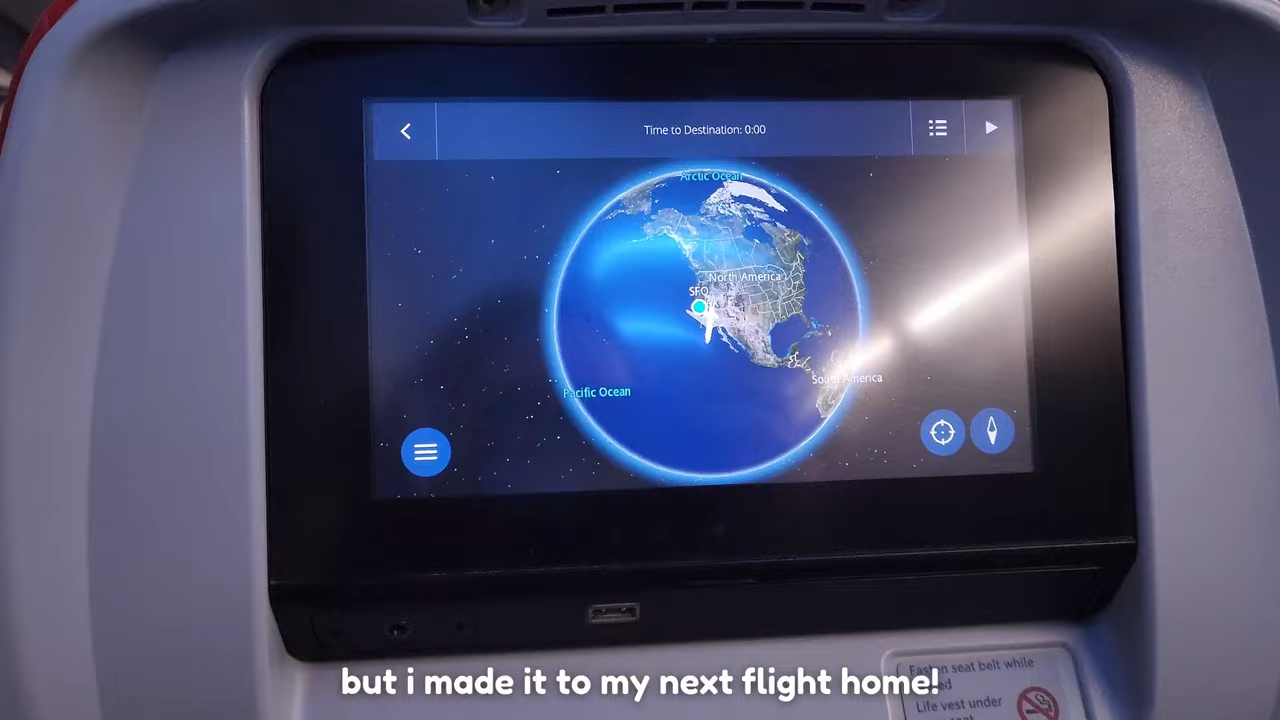 Time to Destination: 0:00
Arctic Ocean
North America
SFO
South America
Pacific Ocean
Fasten seat belt while
Life vest under
but i made it to my next flight home!